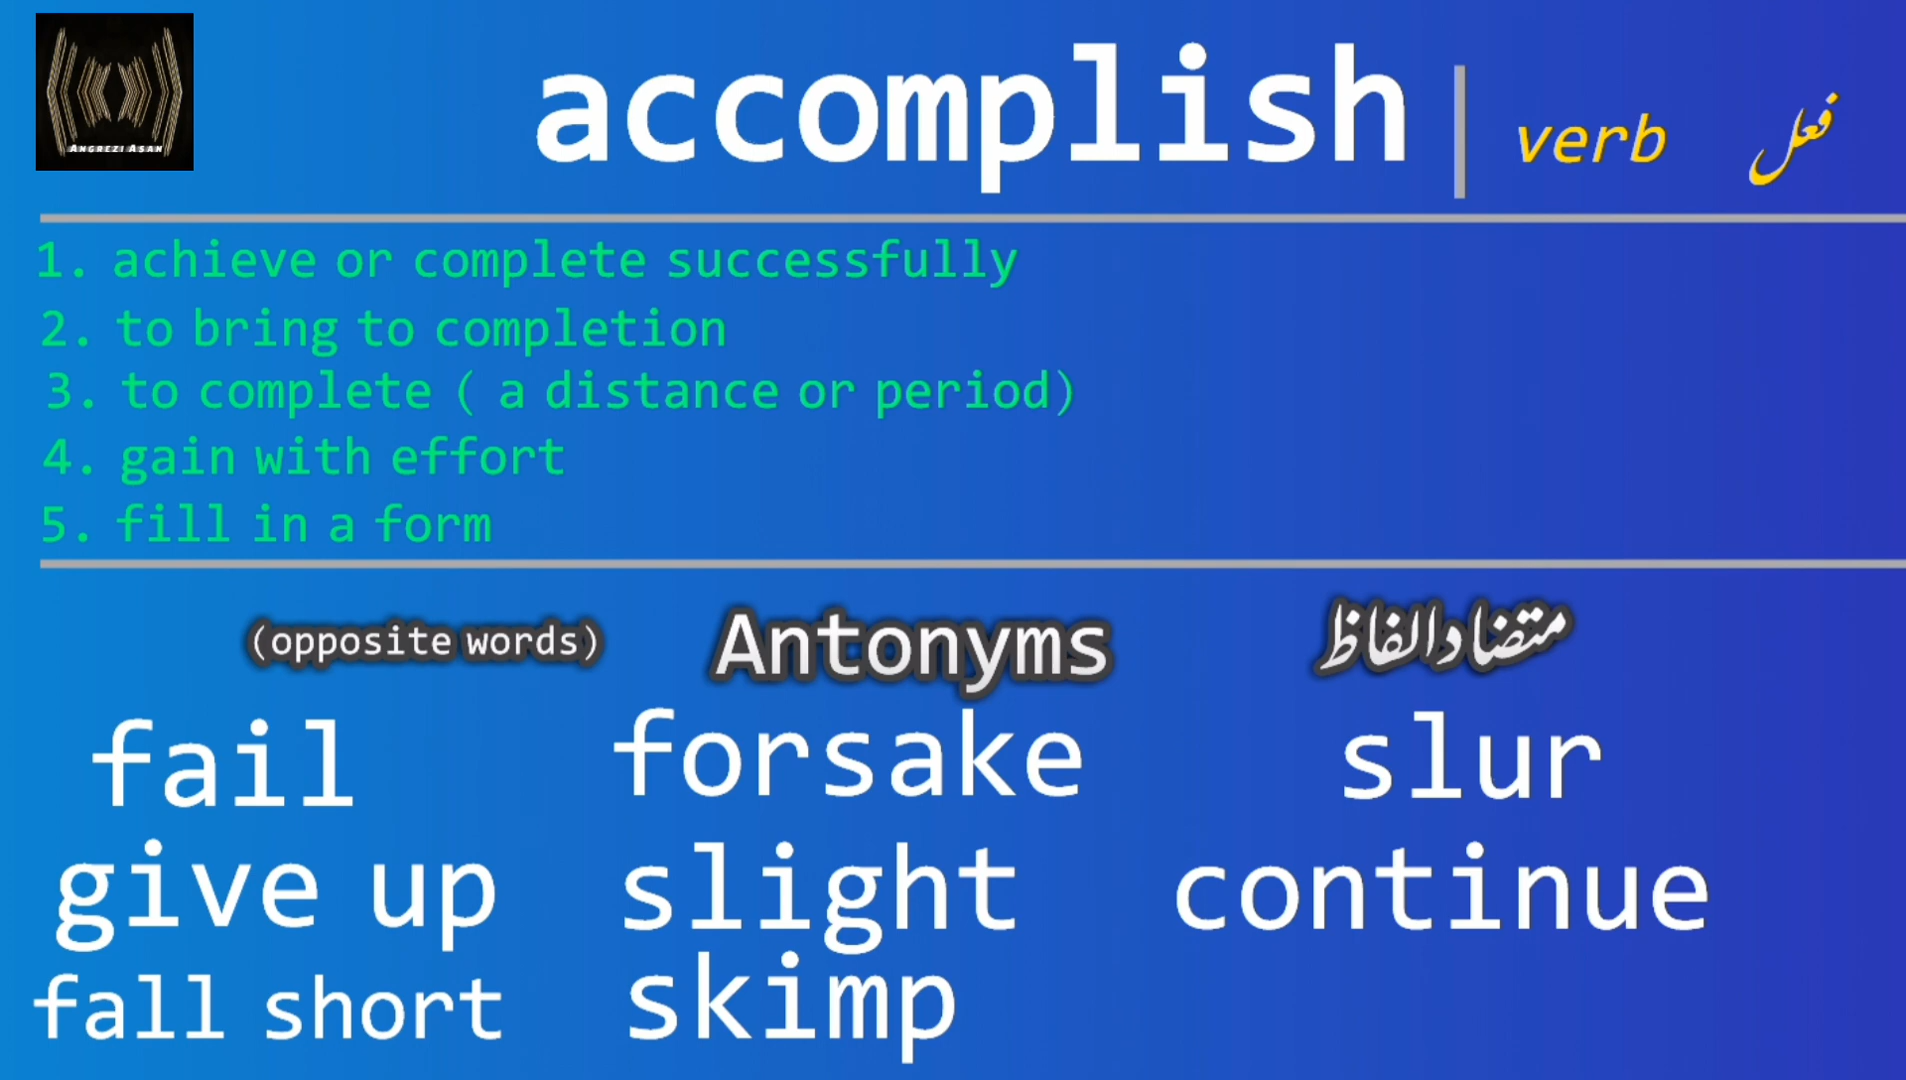 ANGREZI ASAN
accomplish | verb فعل
1. achieve or complete successfully
2. to bring to completion
3. to complete ( a distance or period)
4. gain with effort
5. fill in a form
(opposite words) Antonyms متضاد الفاظ
fail forsake slur
give up slight continue
fall short skimp